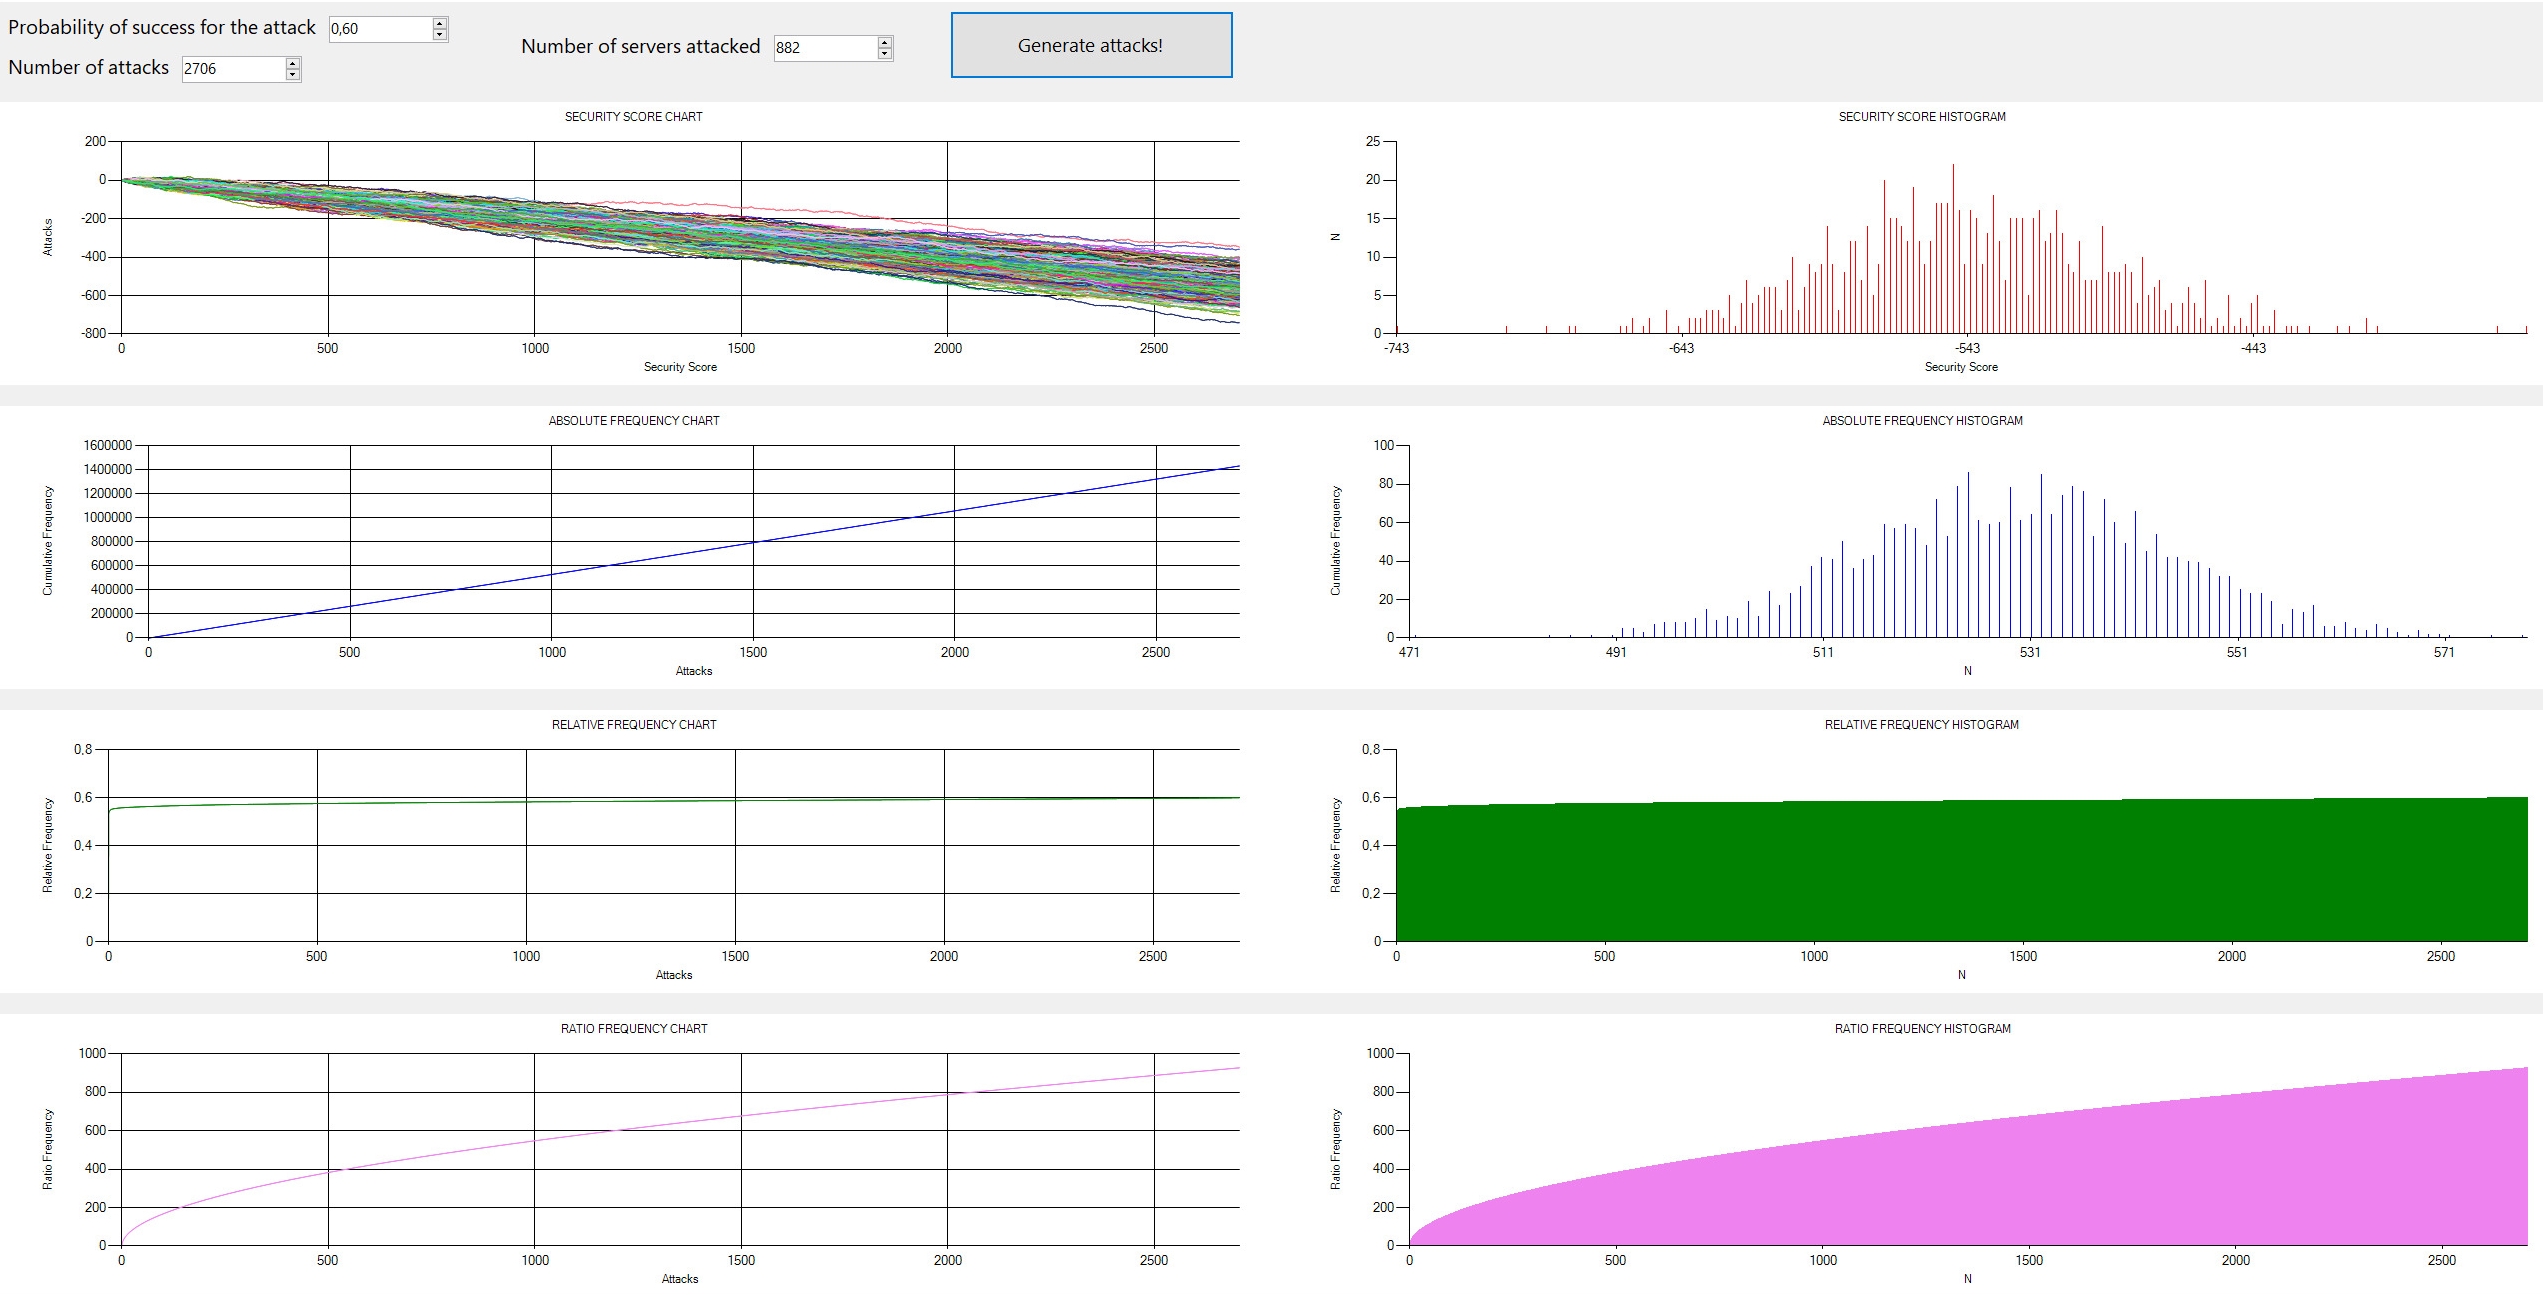 Probability of success for the attack 0,60
Number of attacks 2706
Number of servers attacked 882
Generate attacks!
SECURITY SCORE CHART
200
0
-200
-400
-600
-800
Attacks
0 500 1000 1500 2000 2500
Security Score
SECURITY SCORE HISTOGRAM
25
20
15
10
5
0
N
-743 -643 -543 -443
Security Score
ABSOLUTE FREQUENCY CHART
1600000
1400000
1200000
1000000
800000
600000
400000
200000
0
Cumulative Frequency
0 500 1000 1500 2000 2500
Attacks
ABSOLUTE FREQUENCY HISTOGRAM
100
80
60
40
20
0
Cumulative Frequency
471 491 511 531 551 571
N
RELATIVE FREQUENCY CHART
0,8
0,6
0,4
0,2
0
Relative Frequency
0 500 1000 1500 2000 2500
Attacks
RELATIVE FREQUENCY HISTOGRAM
0,8
0,6
0,4
0,2
0
Relative Frequency
0 500 1000 1500 2000 2500
N
RATIO FREQUENCY CHART
1000
800
600
400
200
0
Ratio Frequency
0 500 1000 1500 2000 2500
Attacks
RATIO FREQUENCY HISTOGRAM
1000
800
600
400
200
0
Ratio Frequency
0 500 1000 1500 2000 2500
N